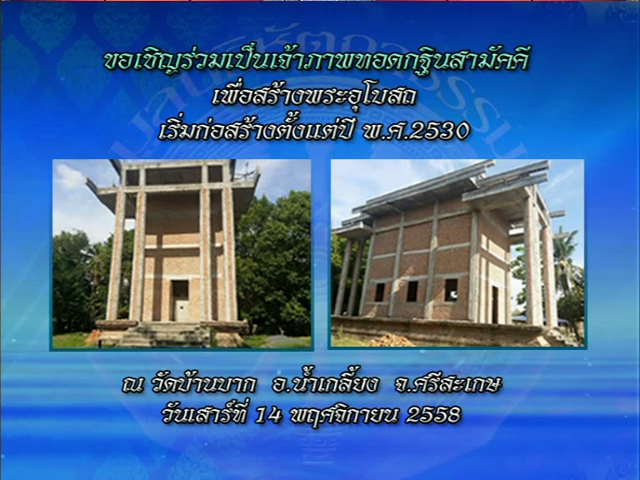 ขอเชิญร่วมเป็นเจ้าภาพทอดกฐินสามัคคี
เพื่อสร้างพระอุโบสถ
เริ่มก่อสร้างตั้งแต่ปี พ.ศ.2530
ณ วัดบ้านบาก อ.น้ำเกลี้ยง จ.ศรีสะเกษ
วันเสาร์ที่ 14 พฤศจิกายน 2558